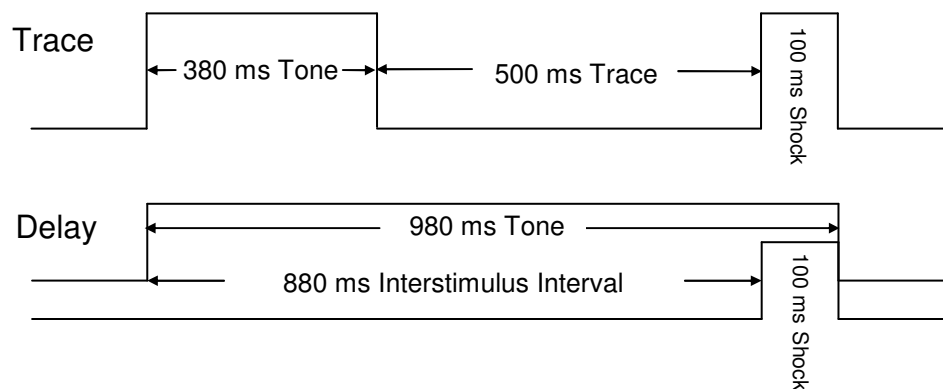 Trace
380 ms Tone
500 ms Trace
100 ms Shock
Delay
980 ms Tone
880 ms Interstimulus Interval
100 ms Shock